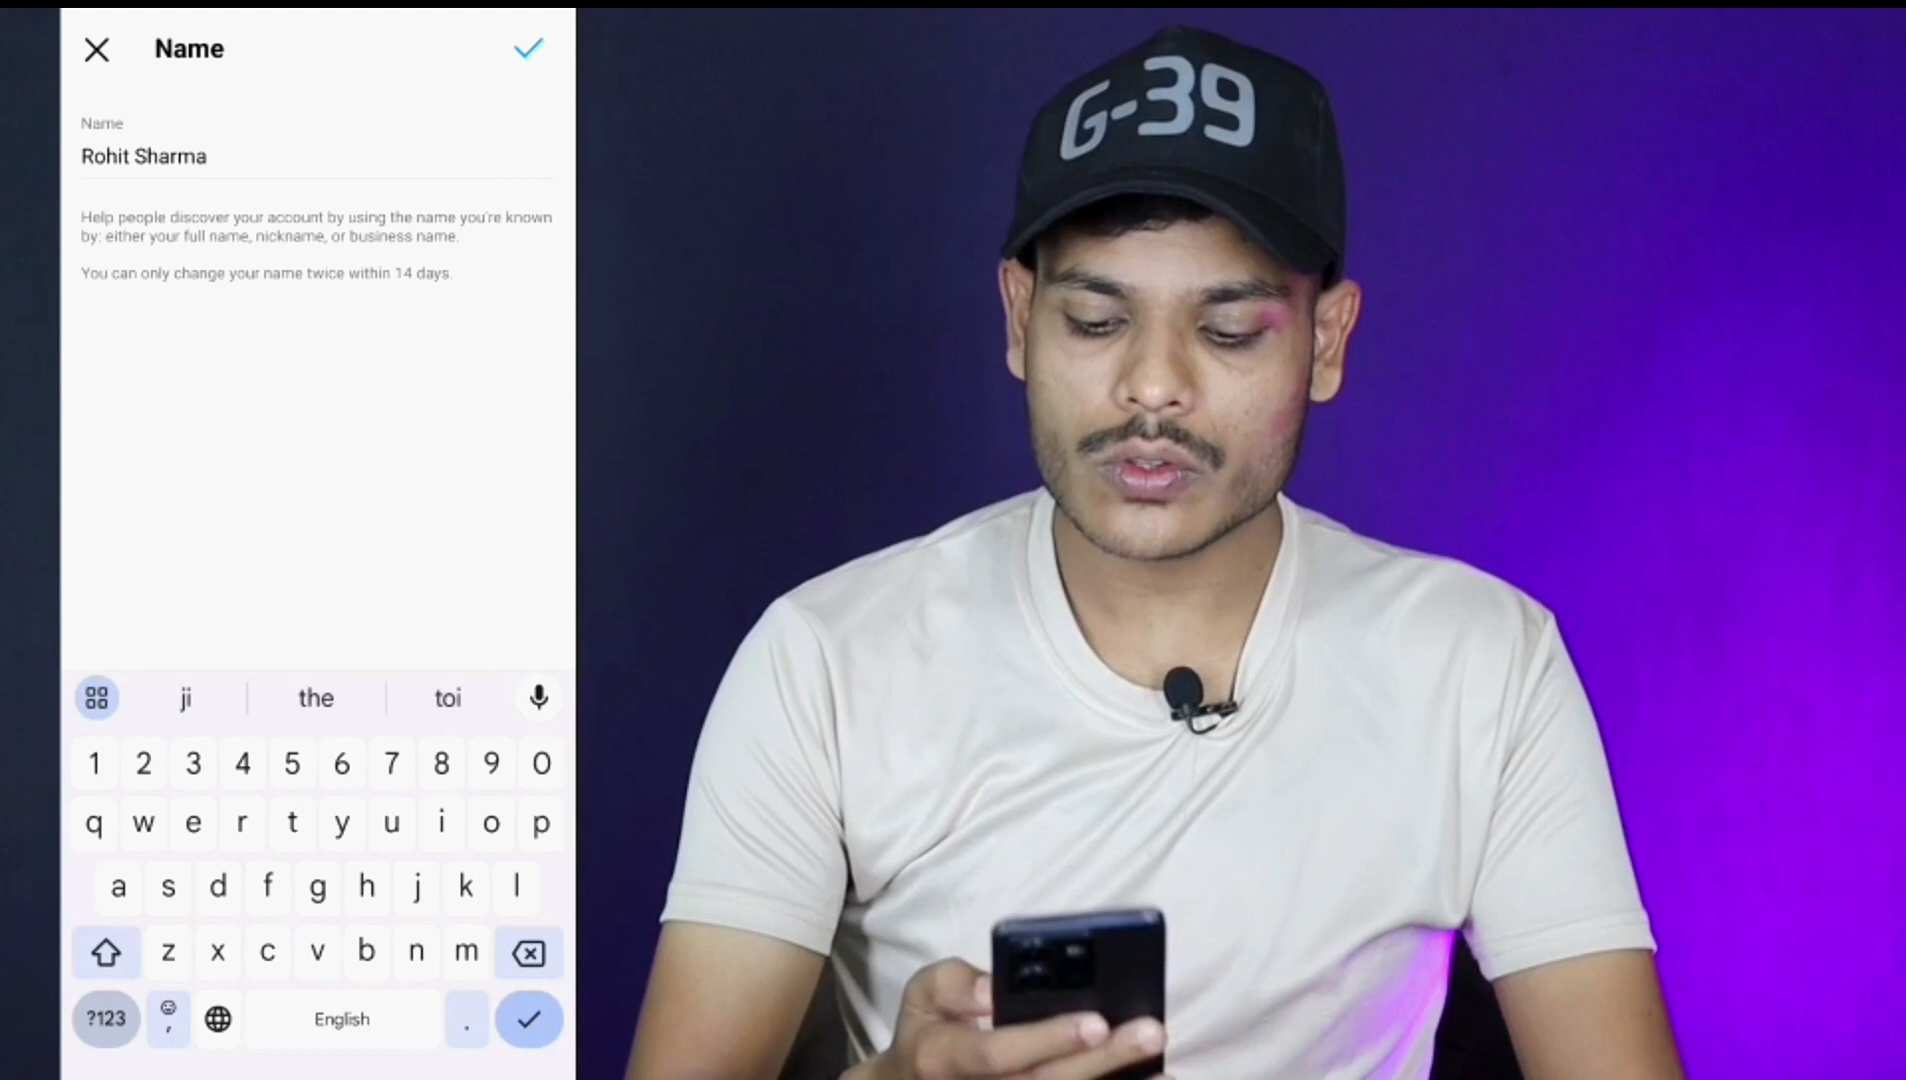 Name
Name
Rohit Sharma
Help people discover your account by using the name you're known
by: either your full name, nickname, or business name.
You can only change your name twice within 14 days.
ji the toi
1 2 3 4 5 6 7 8 9 0
q w e r t y u i o p
a s d f g h j k l
z x c v b n m
?123 , English .
G-39